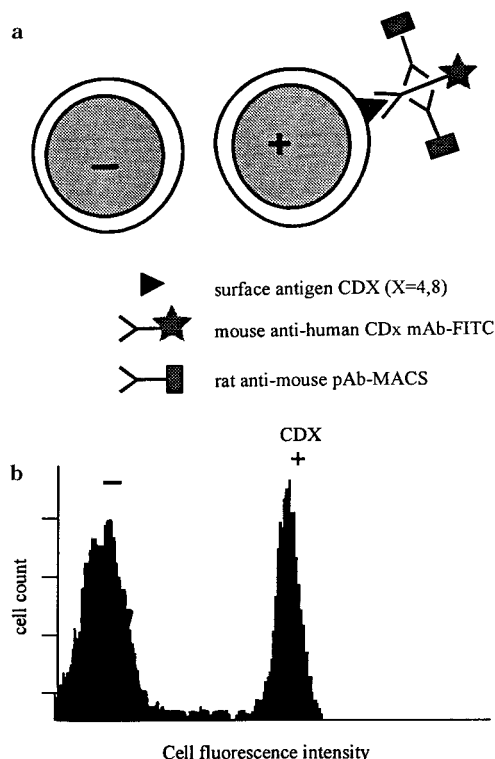 a
−
+
surface antigen CDX (X=4,8)
mouse anti-human CDx mAb-FITC
rat anti-mouse pAb-MACS
b
CDX
− +
cell count
Cell fluorescence intensity